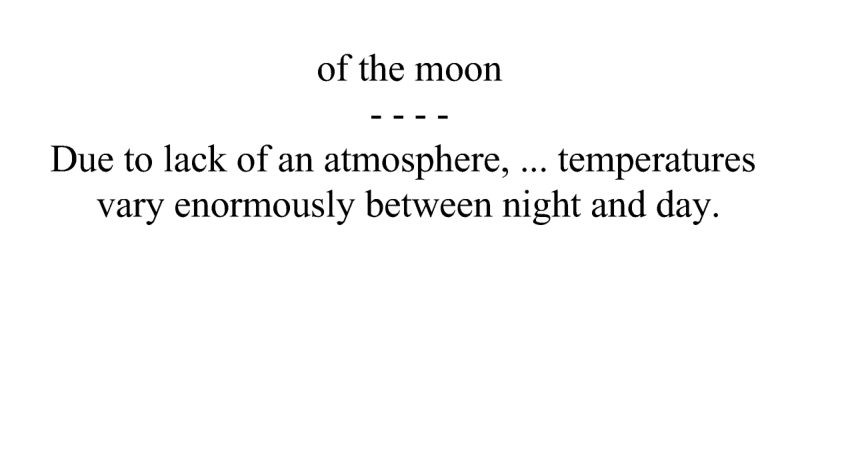 of the moon
- - - -
Due to lack of an atmosphere, ... temperatures
vary enormously between night and day.